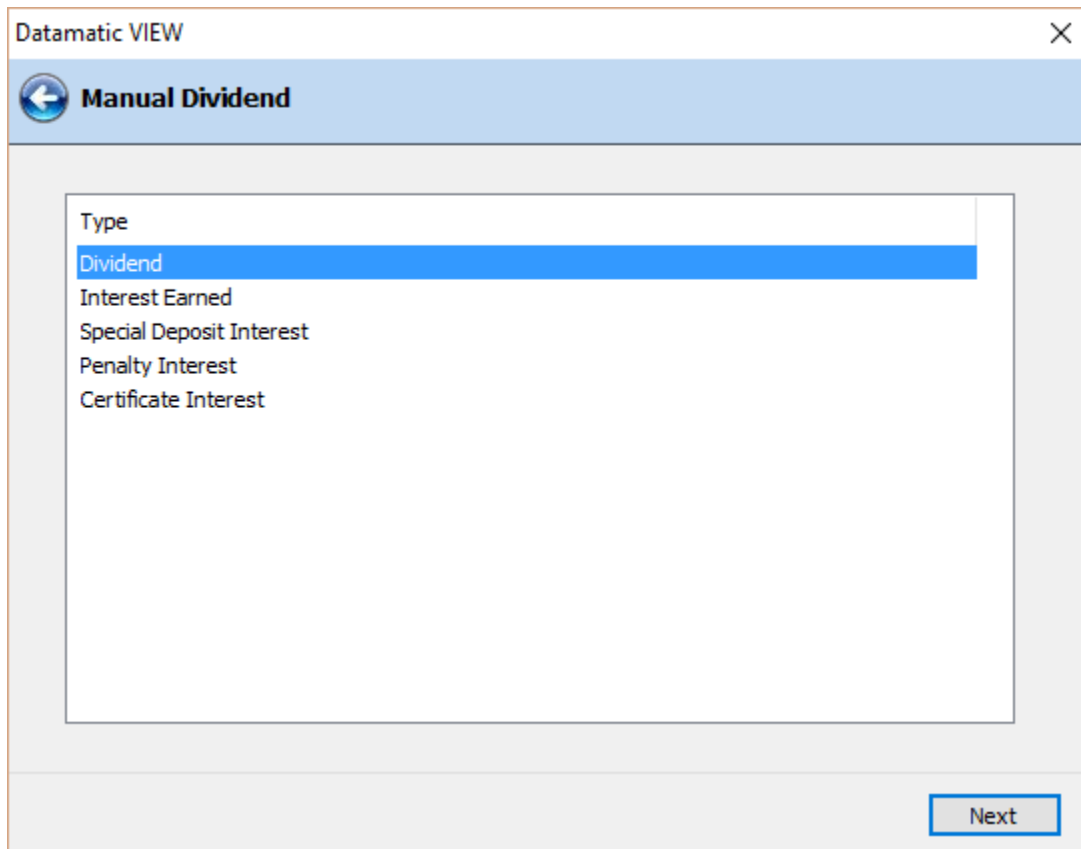 Datamatic VIEW
Manual Dividend
Type
Dividend
Interest Earned
Special Deposit Interest
Penalty Interest
Certificate Interest
Next